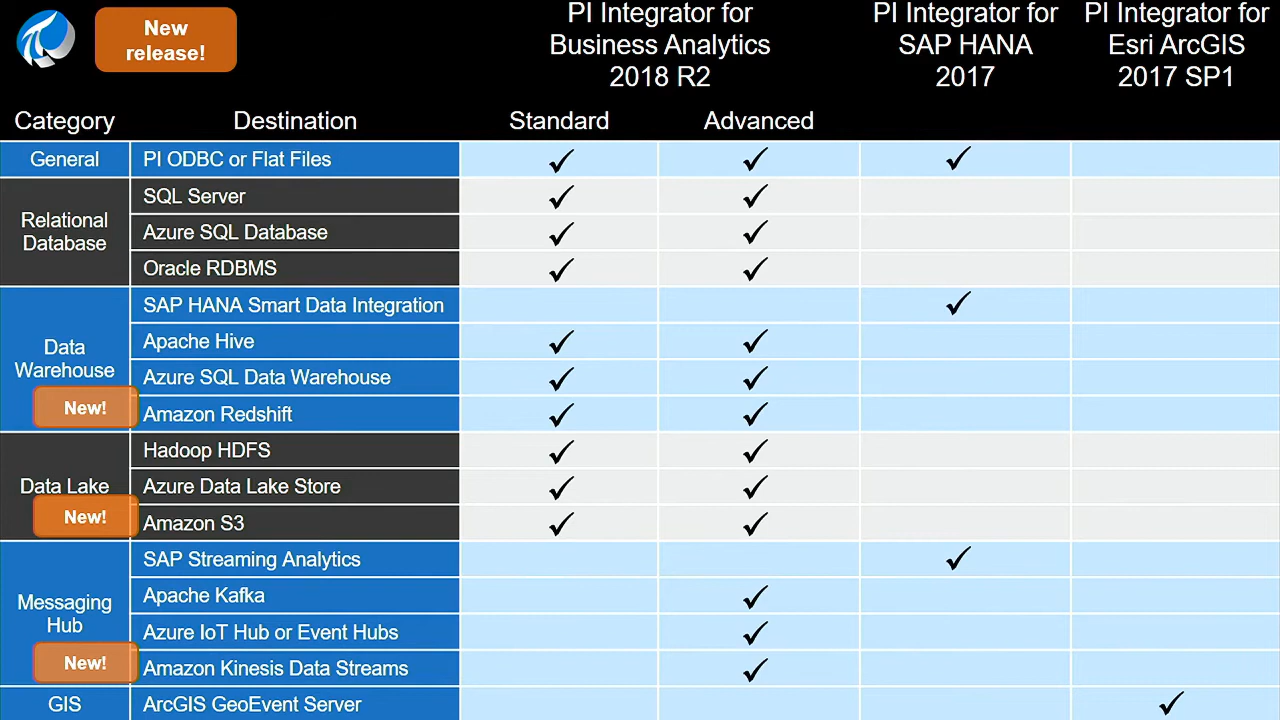 New
release!
PI Integrator for
Business Analytics
2018 R2
PI Integrator for
SAP HANA
2017
PI Integrator for
Esri ArcGIS
2017 SP1
Category
Destination
Standard
Advanced
General
PI ODBC or Flat Files
Relational
Database
SQL Server
Azure SQL Database
Oracle RDBMS
Data
Warehouse
New!
SAP HANA Smart Data Integration
Apache Hive
Azure SQL Data Warehouse
Amazon Redshift
Data Lake
New!
Hadoop HDFS
Azure Data Lake Store
Amazon S3
Messaging
Hub
New!
SAP Streaming Analytics
Apache Kafka
Azure IoT Hub or Event Hubs
Amazon Kinesis Data Streams
GIS
ArcGIS GeoEvent Server